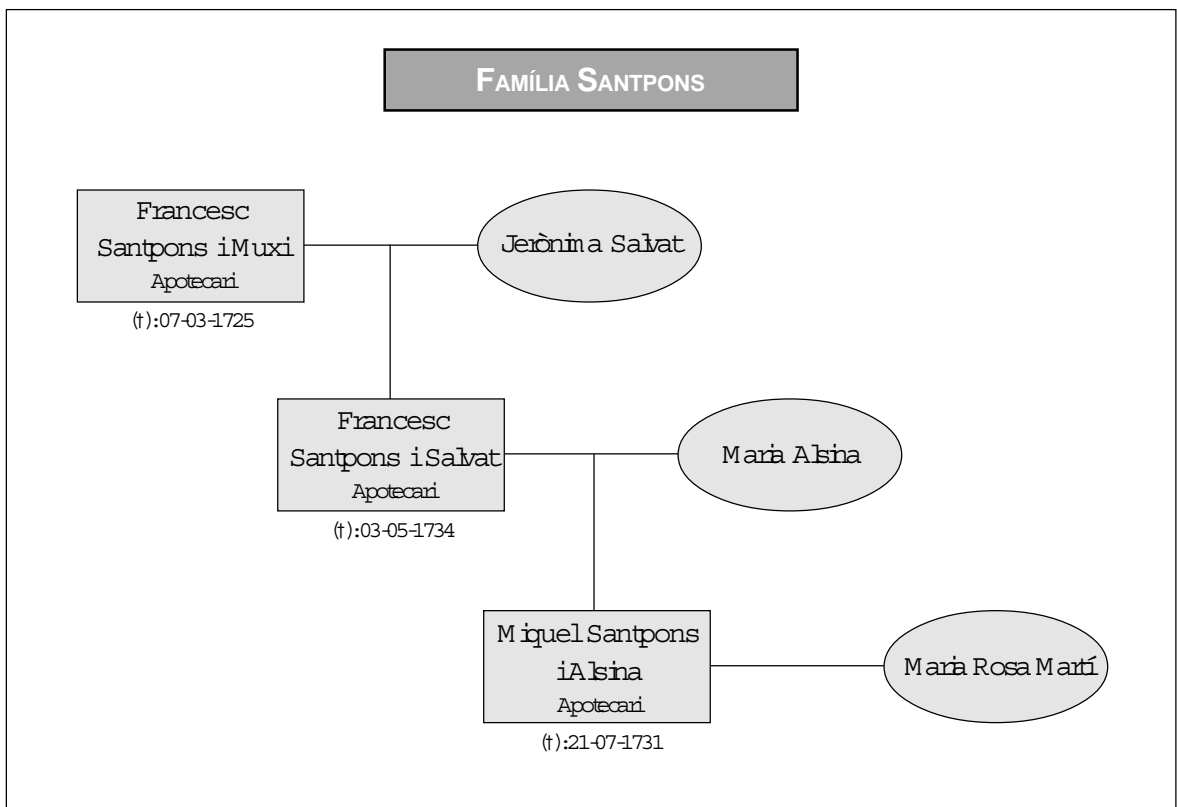 FAMÍLIA SANTPONS
Francesc
Santpons i Muxi
Apotecari
(†): 07-03-1725
Jerònima Salvat
Francesc
Santpons i Salvat
Apotecari
(†): 03-05-1734
Maria Alsina
Miquel Santpons
i Alsina
Apotecari
(†): 21-07-1731
Maria Rosa Martí